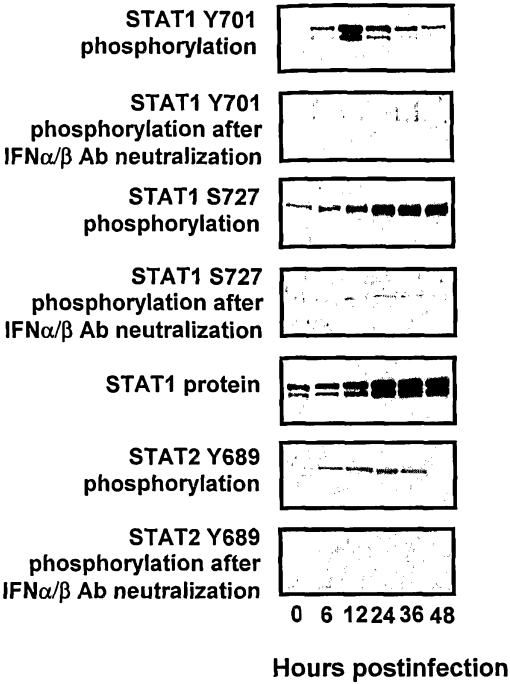 STAT1 Y701
phosphorylation
STAT1 Y701
phosphorylation after
IFNα/β Ab neutralization
STAT1 S727
phosphorylation
STAT1 S727
phosphorylation after
IFNα/β Ab neutralization
STAT1 protein
STAT2 Y689
phosphorylation
STAT2 Y689
phosphorylation after
IFNα/β Ab neutralization
0 6 12 24 36 48
Hours postinfection